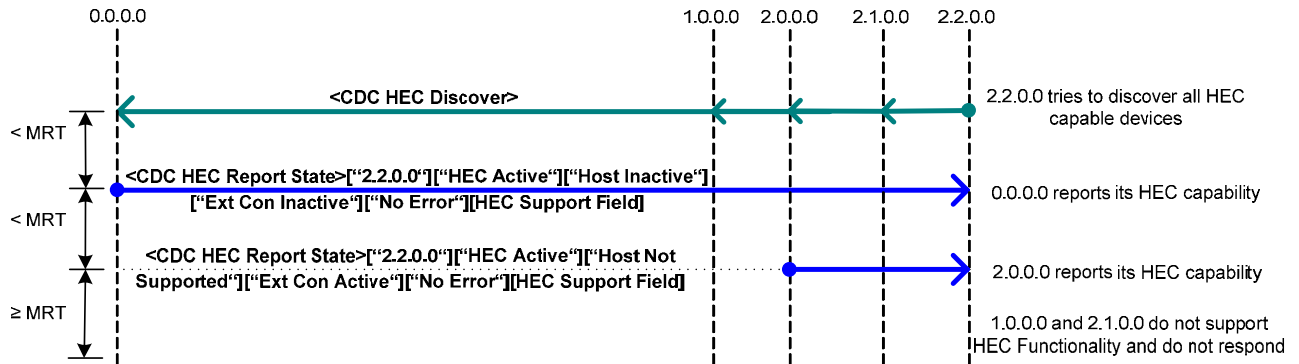 0.0.0.0 1.0.0.0 2.0.0.0 2.1.0.0 2.2.0.0
<CDC HEC Discover>
2.2.0.0 tries to discover all HEC
capable devices
< MRT
<CDC HEC Report State>["2.2.0.0"]["HEC Active"]["Host Inactive"]
["Ext Con Inactive"]["No Error"][HEC Support Field]
0.0.0.0 reports its HEC capability
< MRT
<CDC HEC Report State>["2.2.0.0"]["HEC Active"]["Host Not
Supported"]["Ext Con Active"]["No Error"][HEC Support Field]
2.0.0.0 reports its HEC capability
≥ MRT
1.0.0.0 and 2.1.0.0 do not support
HEC Functionality and do not respond